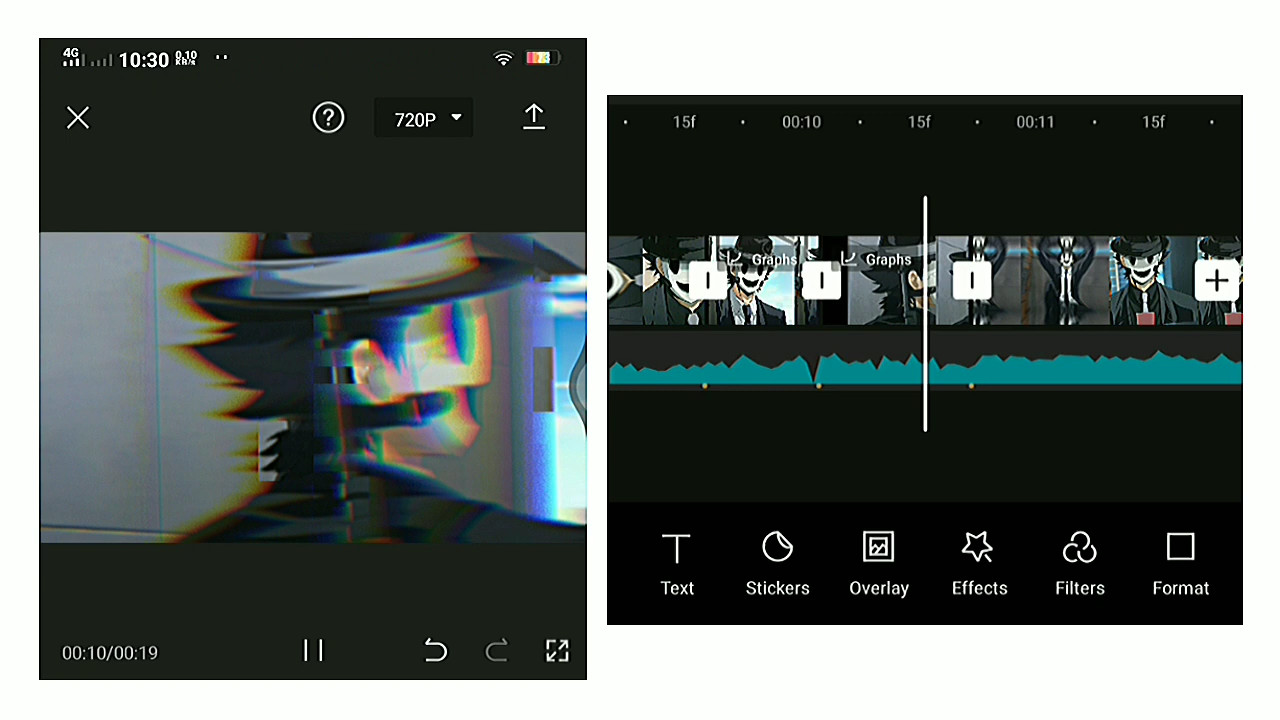 4G 10:30 0.10 KB/s
720P
00:10/00:19
15f 00:10 15f 00:11 15f
Graphs Graphs
Text Stickers Overlay Effects Filters Format